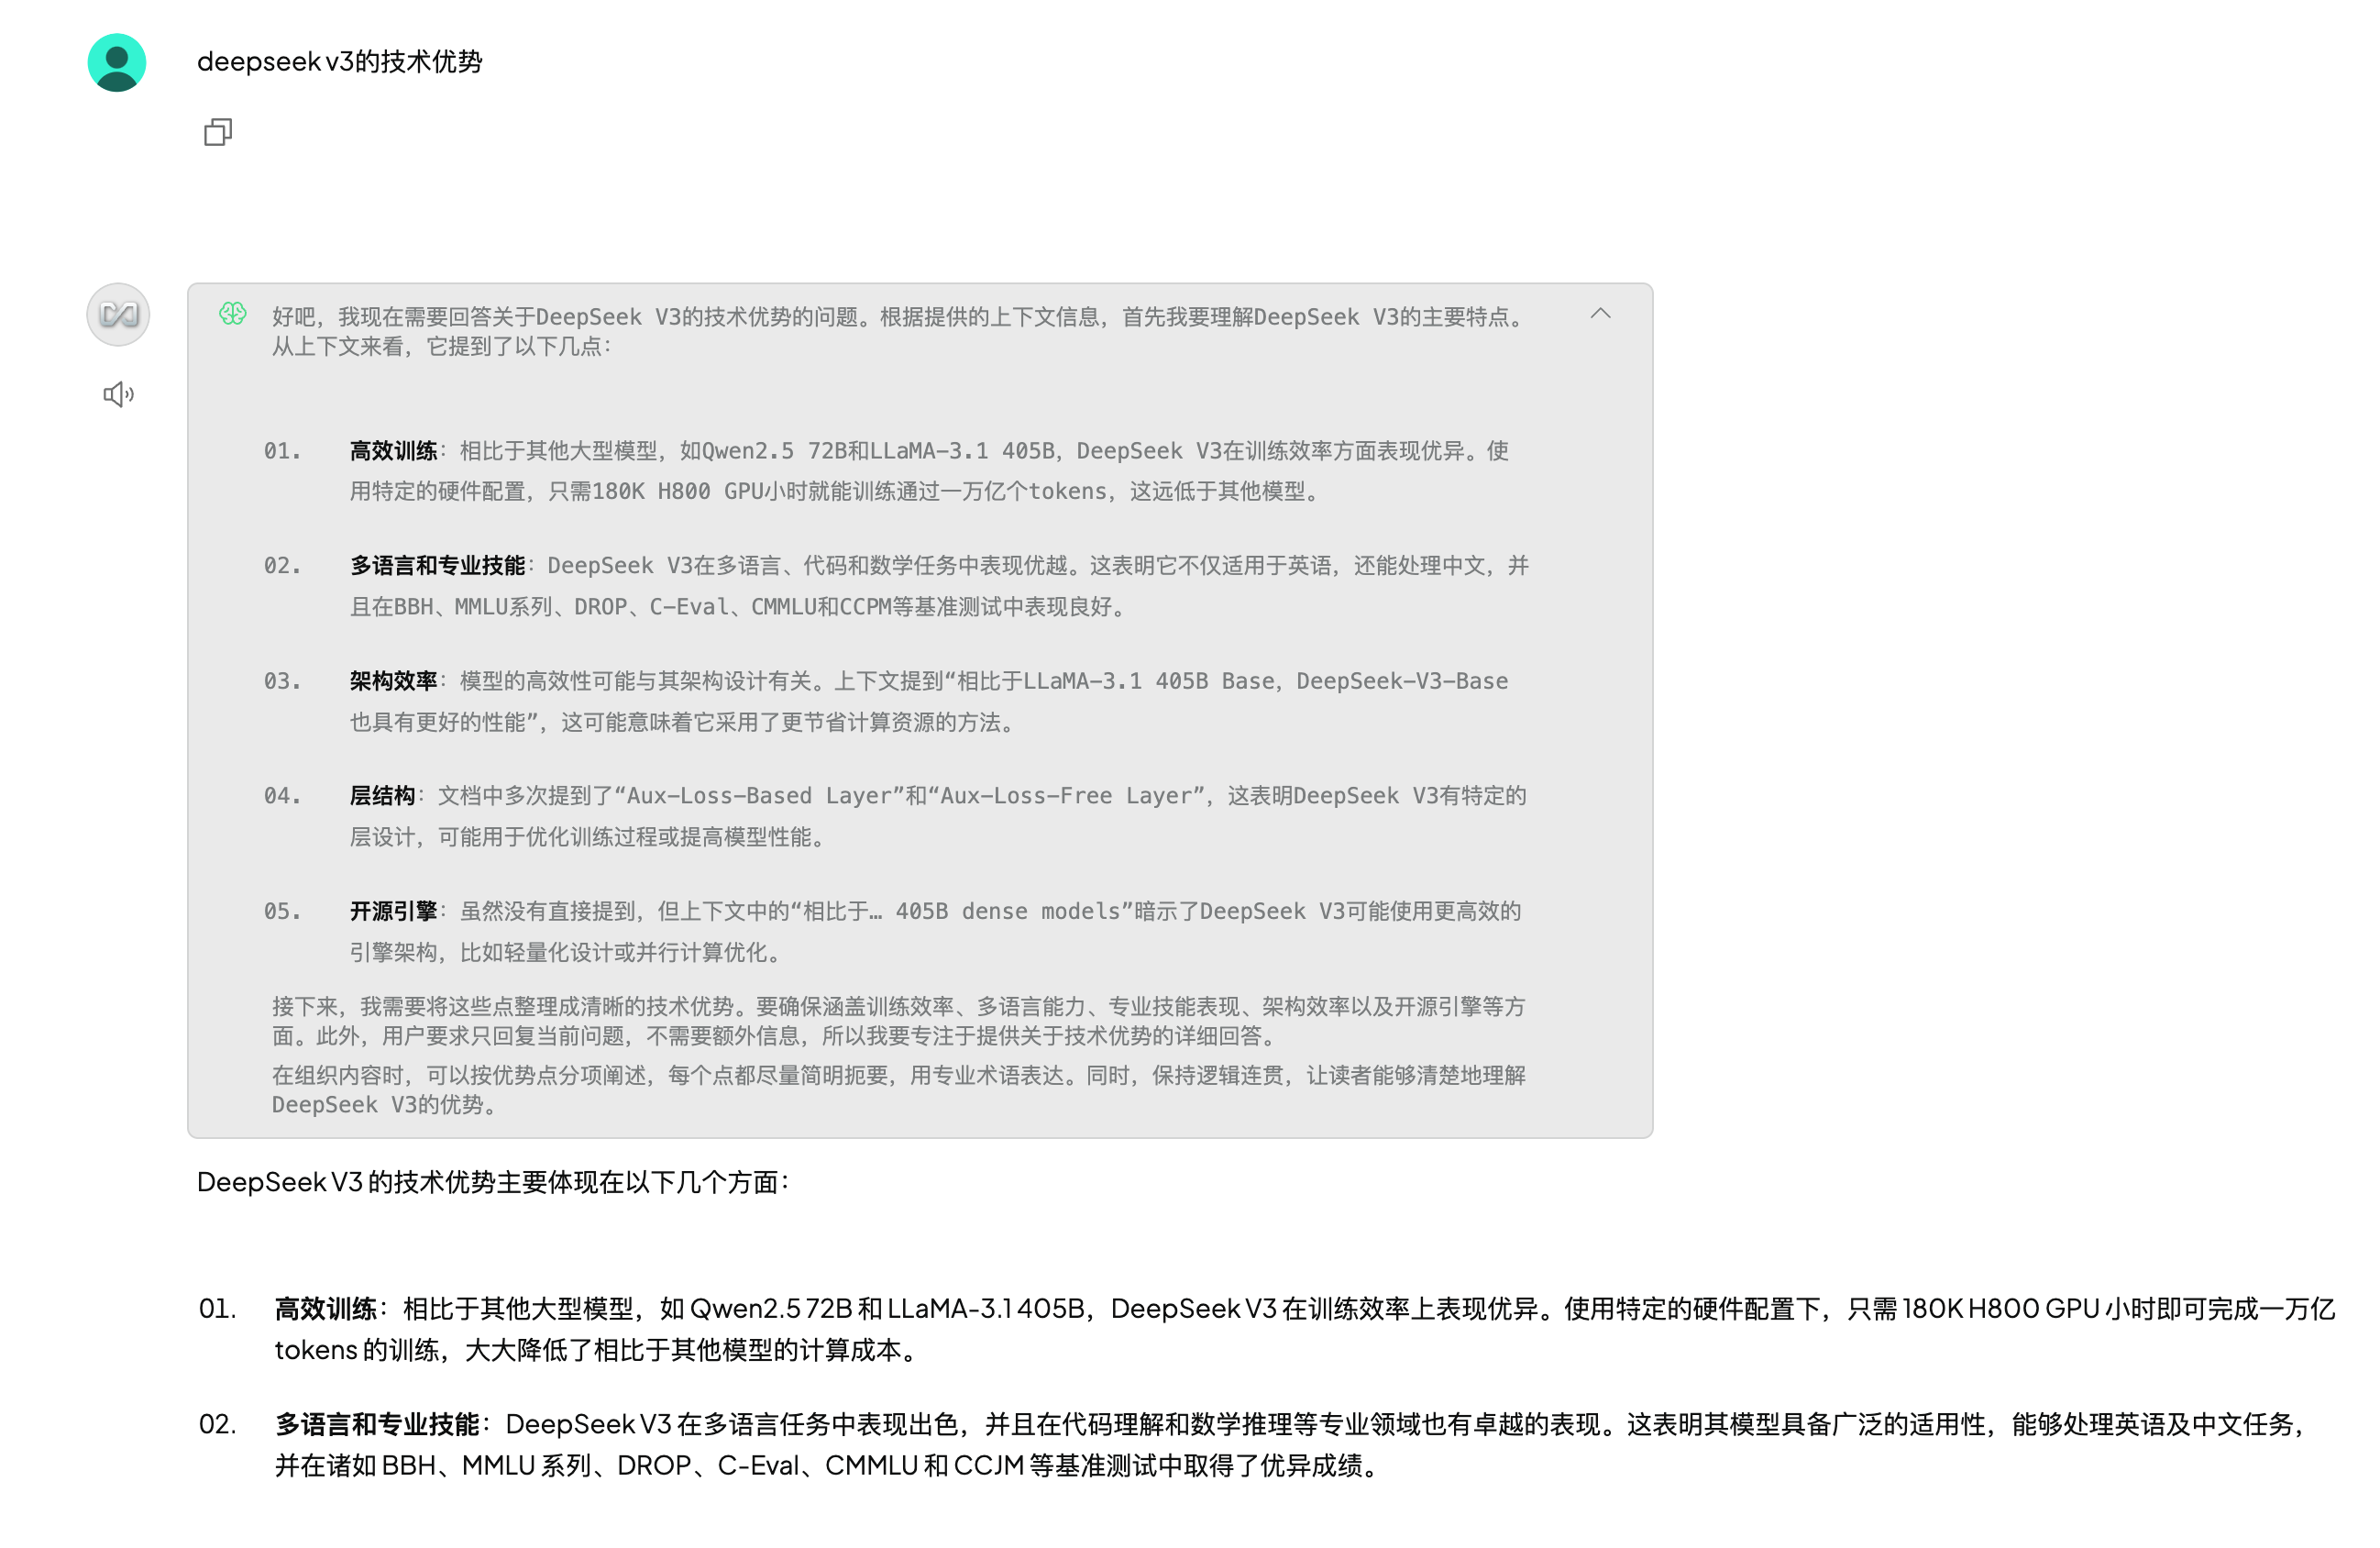 deepseek v3的技术优势
好吧，我现在需要回答关于DeepSeek V3的技术优势的问题。根据提供的上下文信息，首先我要理解DeepSeek V3的主要特点。
从上下文来看，它提到了以下几点：
01. 高效训练：相比于其他大型模型，如Qwen2.5 72B和LLaMA-3.1 405B，DeepSeek V3在训练效率方面表现优异。使
用特定的硬件配置，只需180K H800 GPU小时就能训练通过一万亿个tokens，这远低于其他模型。
02. 多语言和专业技能：DeepSeek V3在多语言、代码和数学任务中表现优越。这表明它不仅适用于英语，还能处理中文，并
且在BBH、MMLU系列、DROP、C-Eval、CMMLU和CCPM等基准测试中表现良好。
03. 架构效率：模型的高效性可能与其架构设计有关。上下文提到“相比于LLaMA-3.1 405B Base，DeepSeek-V3-Base
也具有更好的性能”，这可能意味着它采用了更节省计算资源的方法。
04. 层结构：文档中多次提到了“Aux-Loss-Based Layer”和“Aux-Loss-Free Layer”，这表明DeepSeek V3有特定的
层设计，可能用于优化训练过程或提高模型性能。
05. 开源引擎：虽然没有直接提到，但上下文中的“相比于… 405B dense models”暗示了DeepSeek V3可能使用更高效的
引擎架构，比如轻量化设计或并行计算优化。
接下来，我需要将这些点整理成清晰的技术优势。要确保涵盖训练效率、多语言能力、专业技能表现、架构效率以及开源引擎等方
面。此外，用户要求只回复当前问题，不需要额外信息，所以我要专注于提供关于技术优势的详细回答。
在组织内容时，可以按优势点分项阐述，每个点都尽量简明扼要，用专业术语表达。同时，保持逻辑连贯，让读者能够清楚地理解
DeepSeek V3的优势。
DeepSeek V3 的技术优势主要体现在以下几个方面：
01. 高效训练：相比于其他大型模型，如 Qwen2.5 72B 和 LLaMA-3.1 405B，DeepSeek V3 在训练效率上表现优异。使用特定的硬件配置下，只需 180K H800 GPU 小时即可完成一万亿
tokens 的训练，大大降低了相比于其他模型的计算成本。
02. 多语言和专业技能：DeepSeek V3 在多语言任务中表现出色，并且在代码理解和数学推理等专业领域也有卓越的表现。这表明其模型具备广泛的适用性，能够处理英语及中文任务，
并在诸如 BBH、MMLU 系列、DROP、C-Eval、CMMLU 和 CCJM 等基准测试中取得了优异成绩。